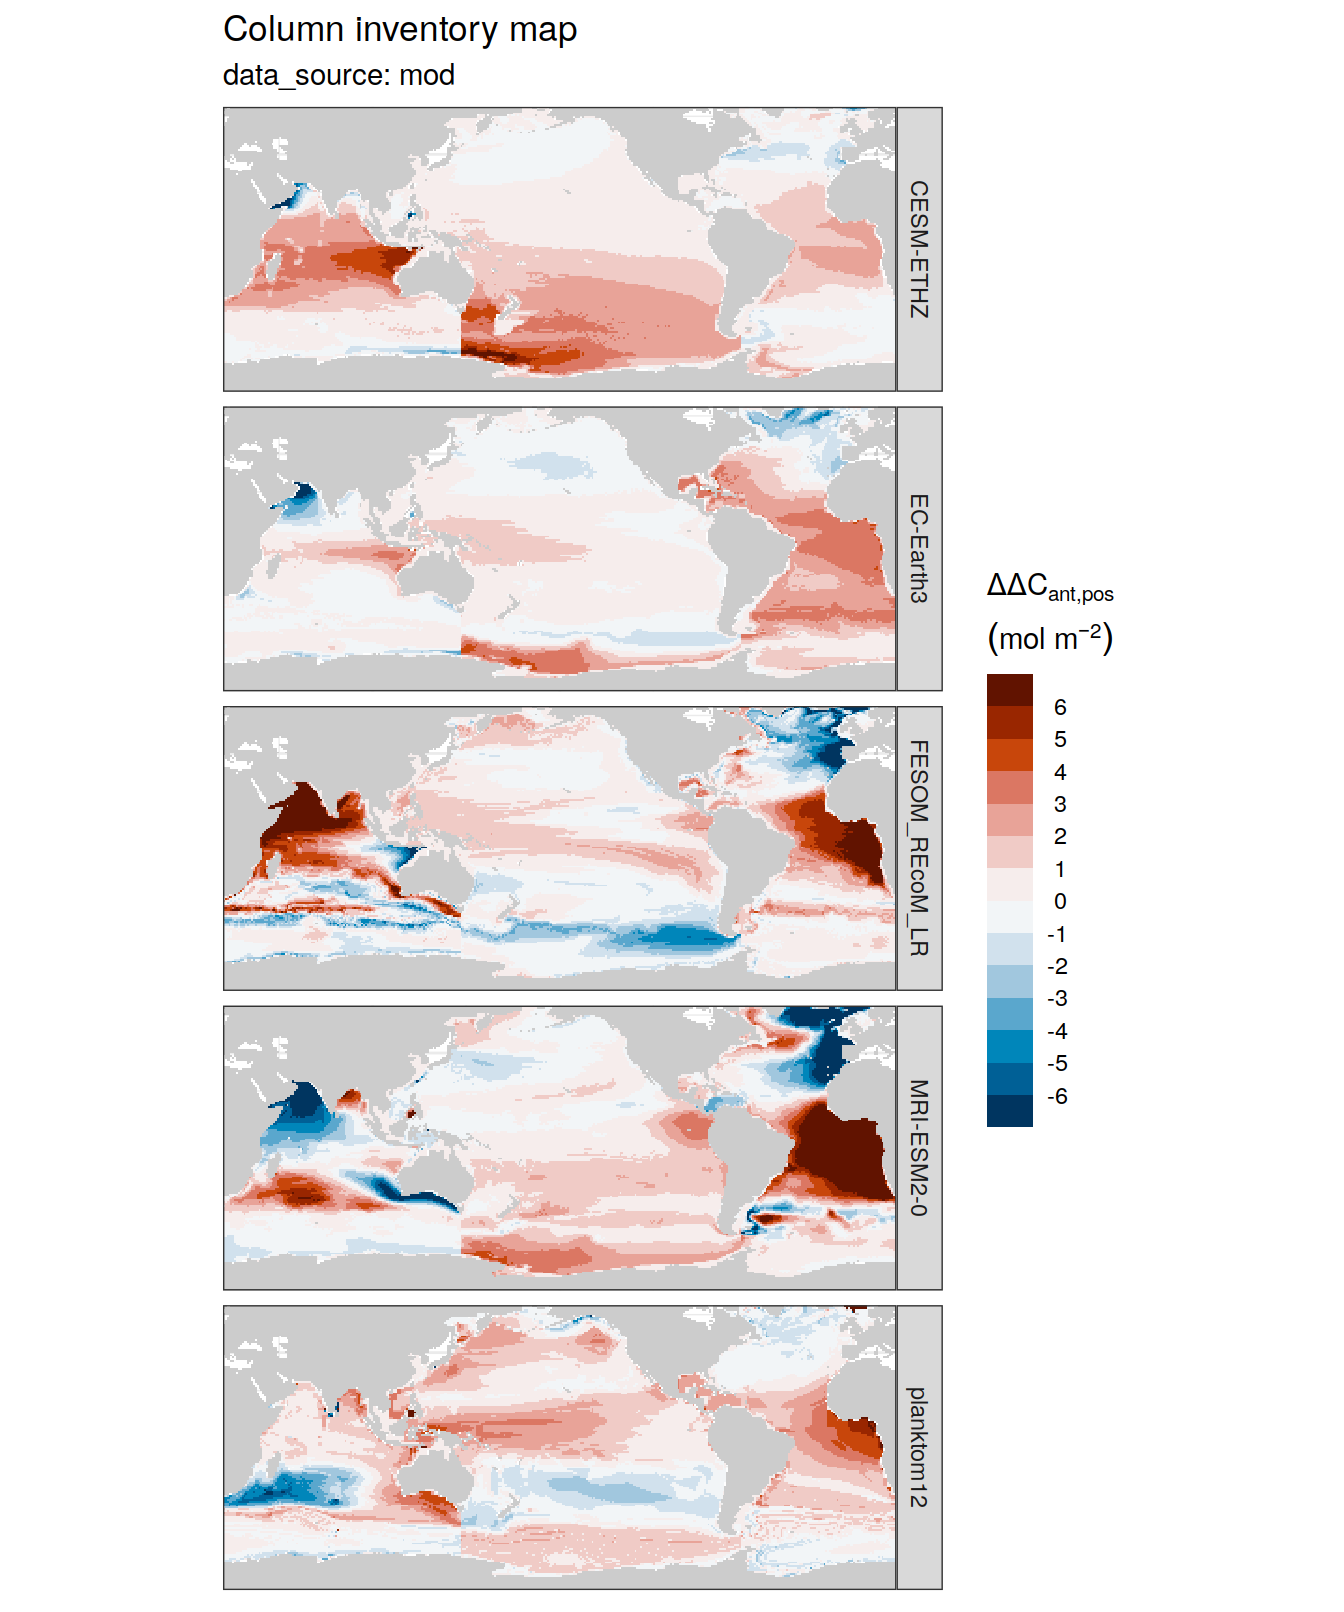 Column inventory map
data_source: mod
CESM-ETHZ
EC-Earth3
FESOM_REcoM_LR
MRI-ESM2-0
planktom12
ΔΔCant,pos
(mol m−2)
6
5
4
3
2
1
0
-1
-2
-3
-4
-5
-6